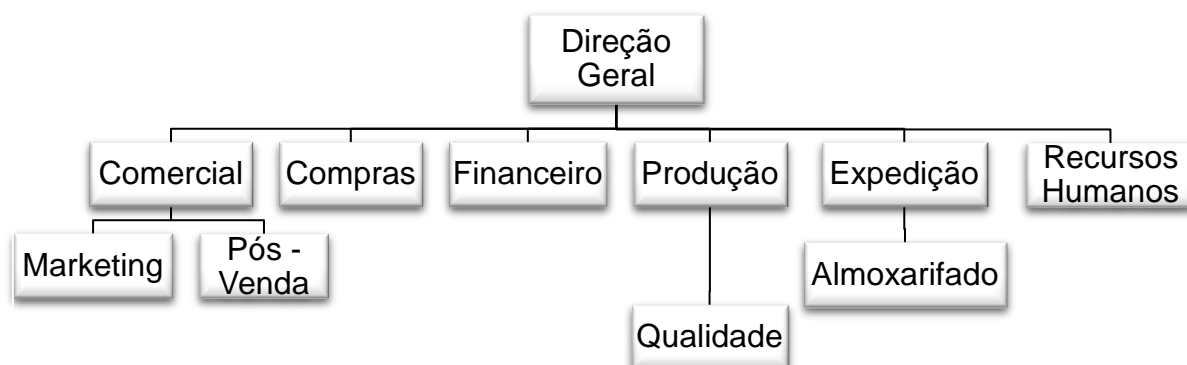 Direção
Geral
Comercial
Compras
Financeiro
Produção
Expedição
Recursos
Humanos
Marketing
Pós -
Venda
Almoxarifado
Qualidade